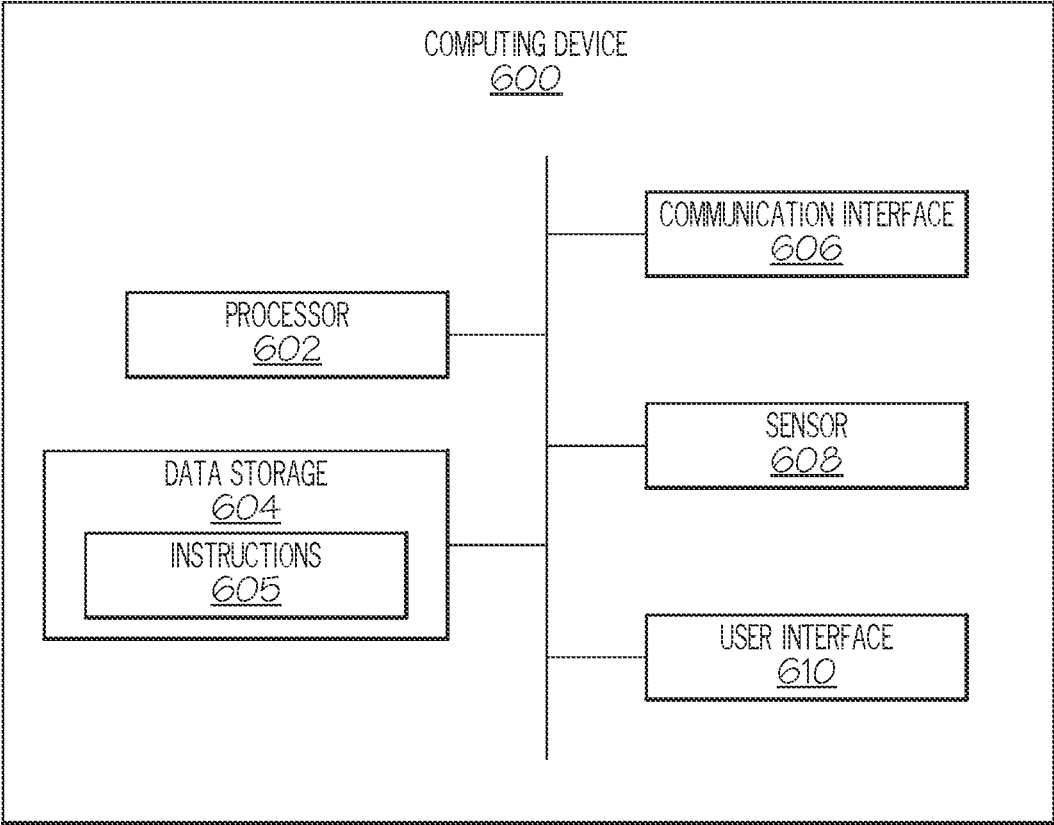 COMPUTING DEVICE
600
COMMUNICATION INTERFACE
606
PROCESSOR
602
SENSOR
608
DATA STORAGE
604
INSTRUCTIONS
605
USER INTERFACE
610